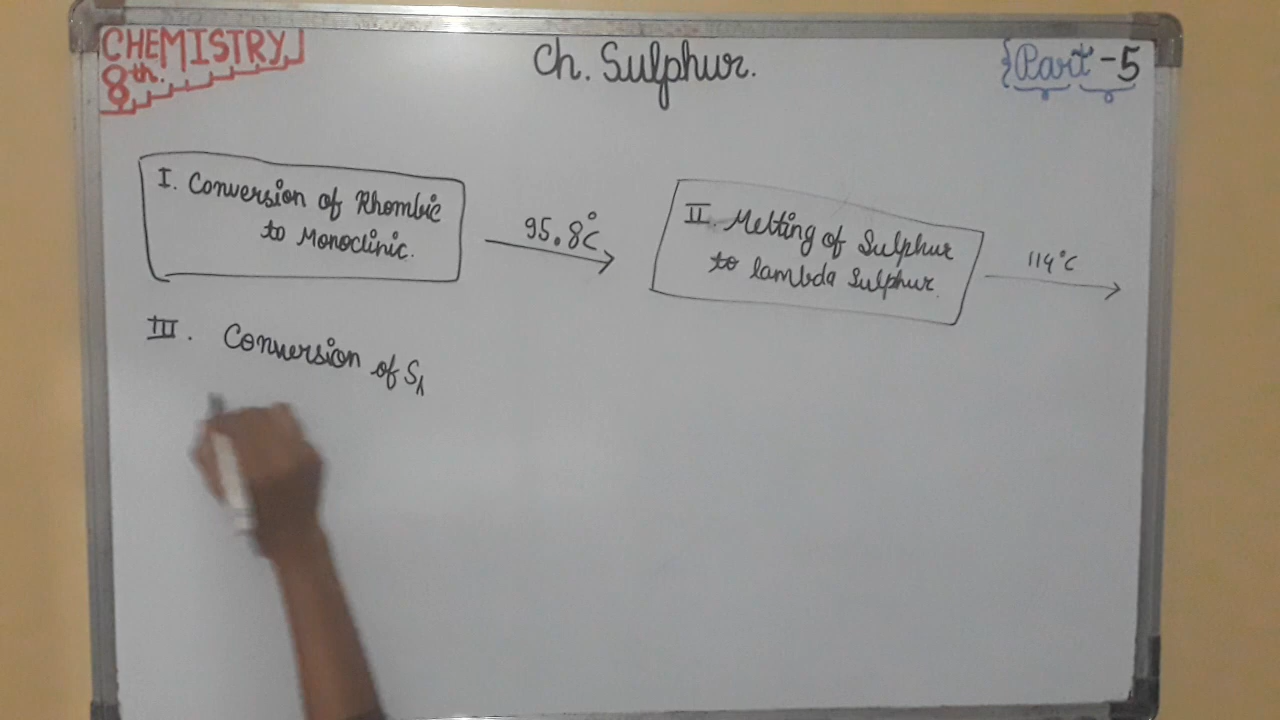 CHEMISTRY
8th.
Ch. Sulphur.
{Part - 5
I. Conversion of Rhombic
to Monoclinic.
95.8°C
II. Melting of Sulphur
to lambda Sulphur.
114°C
III. Conversion of Sλ